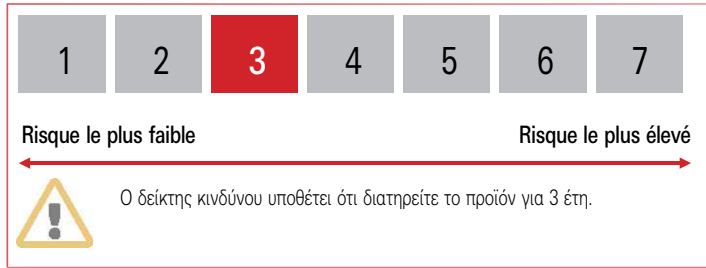 1 2 3 4 5 6 7
Risque le plus faible Risque le plus élevé
Ο δείκτης κινδύνου υποθέτει ότι διατηρείτε το προϊόν για 3 έτη.